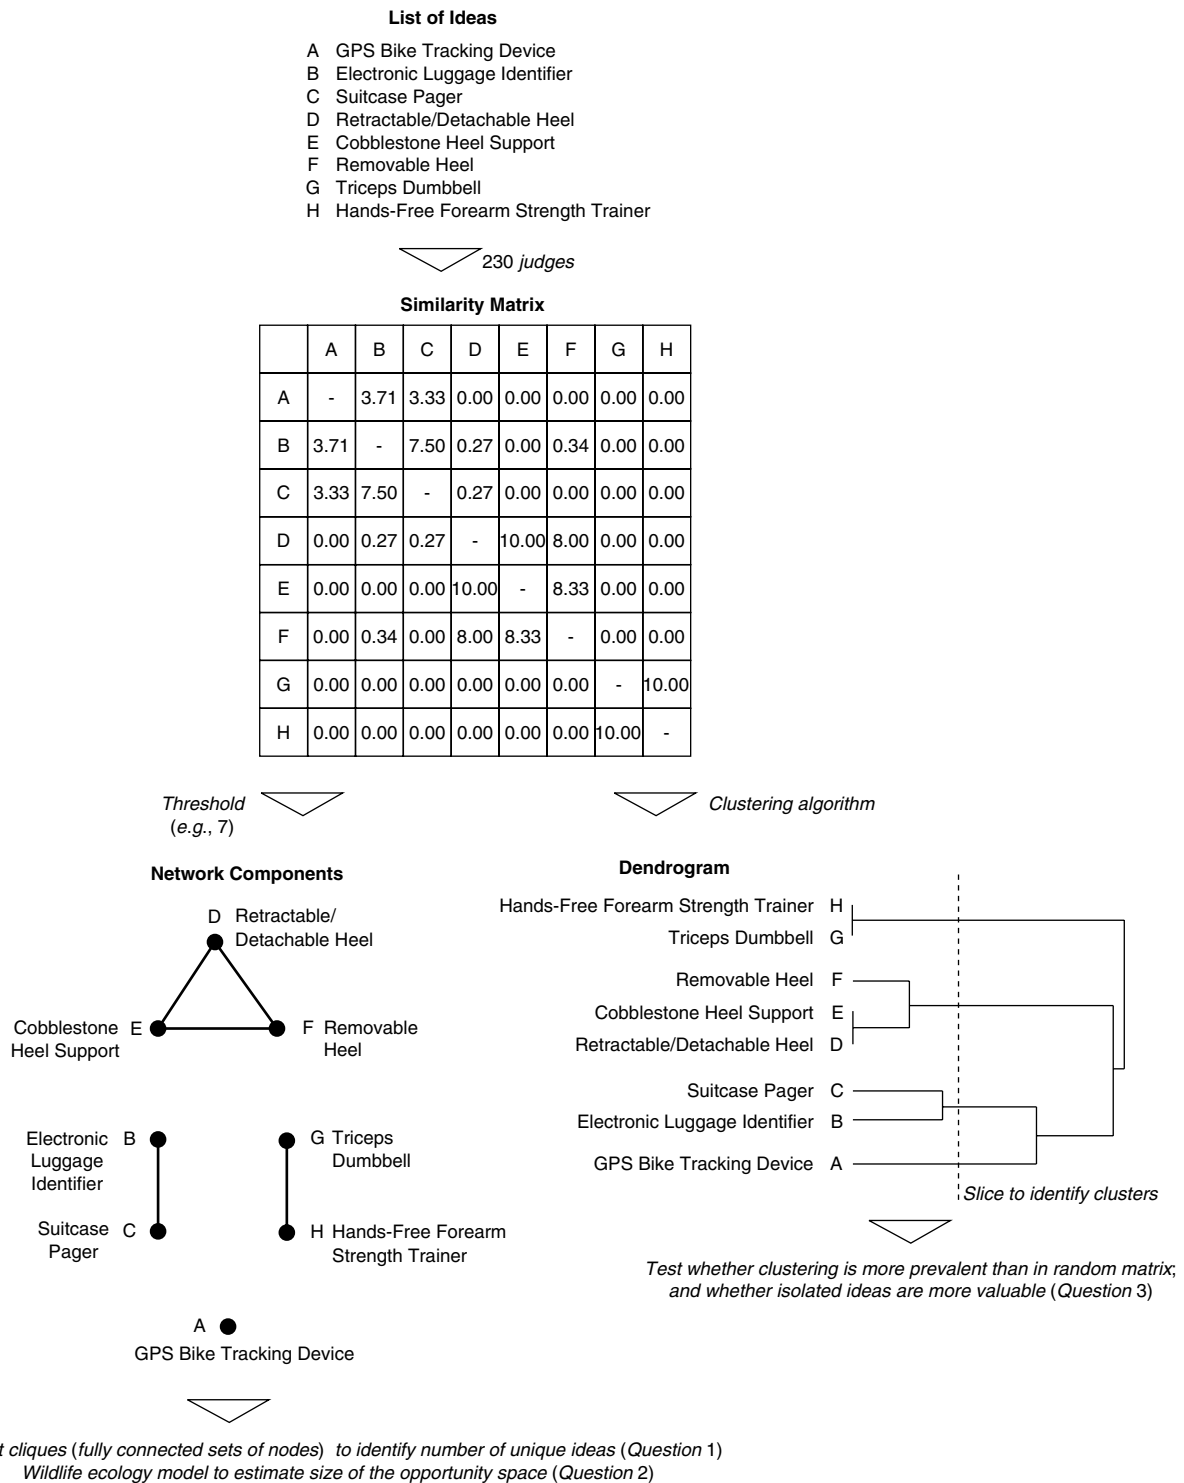 List of Ideas
A GPS Bike Tracking Device
B Electronic Luggage Identifier
C Suitcase Pager
D Retractable/Detachable Heel
E Cobblestone Heel Support
F Removable Heel
G Triceps Dumbbell
H Hands-Free Forearm Strength Trainer
230 judges
Similarity Matrix
A B C D E F G H
A - 3.71 3.33 0.00 0.00 0.00 0.00 0.00
B 3.71 - 7.50 0.27 0.00 0.34 0.00 0.00
C 3.33 7.50 - 0.27 0.00 0.00 0.00 0.00
D 0.00 0.27 0.27 - 10.00 8.00 0.00 0.00
E 0.00 0.00 0.00 10.00 - 8.33 0.00 0.00
F 0.00 0.34 0.00 8.00 8.33 - 0.00 0.00
G 0.00 0.00 0.00 0.00 0.00 0.00 - 10.00
H 0.00 0.00 0.00 0.00 0.00 0.00 10.00 -
Threshold
(e.g., 7)
Clustering algorithm
Network Components
D Retractable/
Detachable Heel
Cobblestone E
Heel Support
F Removable
Heel
Electronic B
Luggage
Identifier
G Triceps
Dumbbell
Suitcase C
Pager
H Hands-Free Forearm
Strength Trainer
A
GPS Bike Tracking Device
Dendrogram
Hands-Free Forearm Strength Trainer H
Triceps Dumbbell G
Removable Heel F
Cobblestone Heel Support E
Retractable/Detachable Heel D
Suitcase Pager C
Electronic Luggage Identifier B
GPS Bike Tracking Device A
Slice to identify clusters
Test whether clustering is more prevalent than in random matrix;
and whether isolated ideas are more valuable (Question 3)
cliques (fully connected sets of nodes) to identify number of unique ideas (Question 1)
Wildlife ecology model to estimate size of the opportunity space (Question 2)